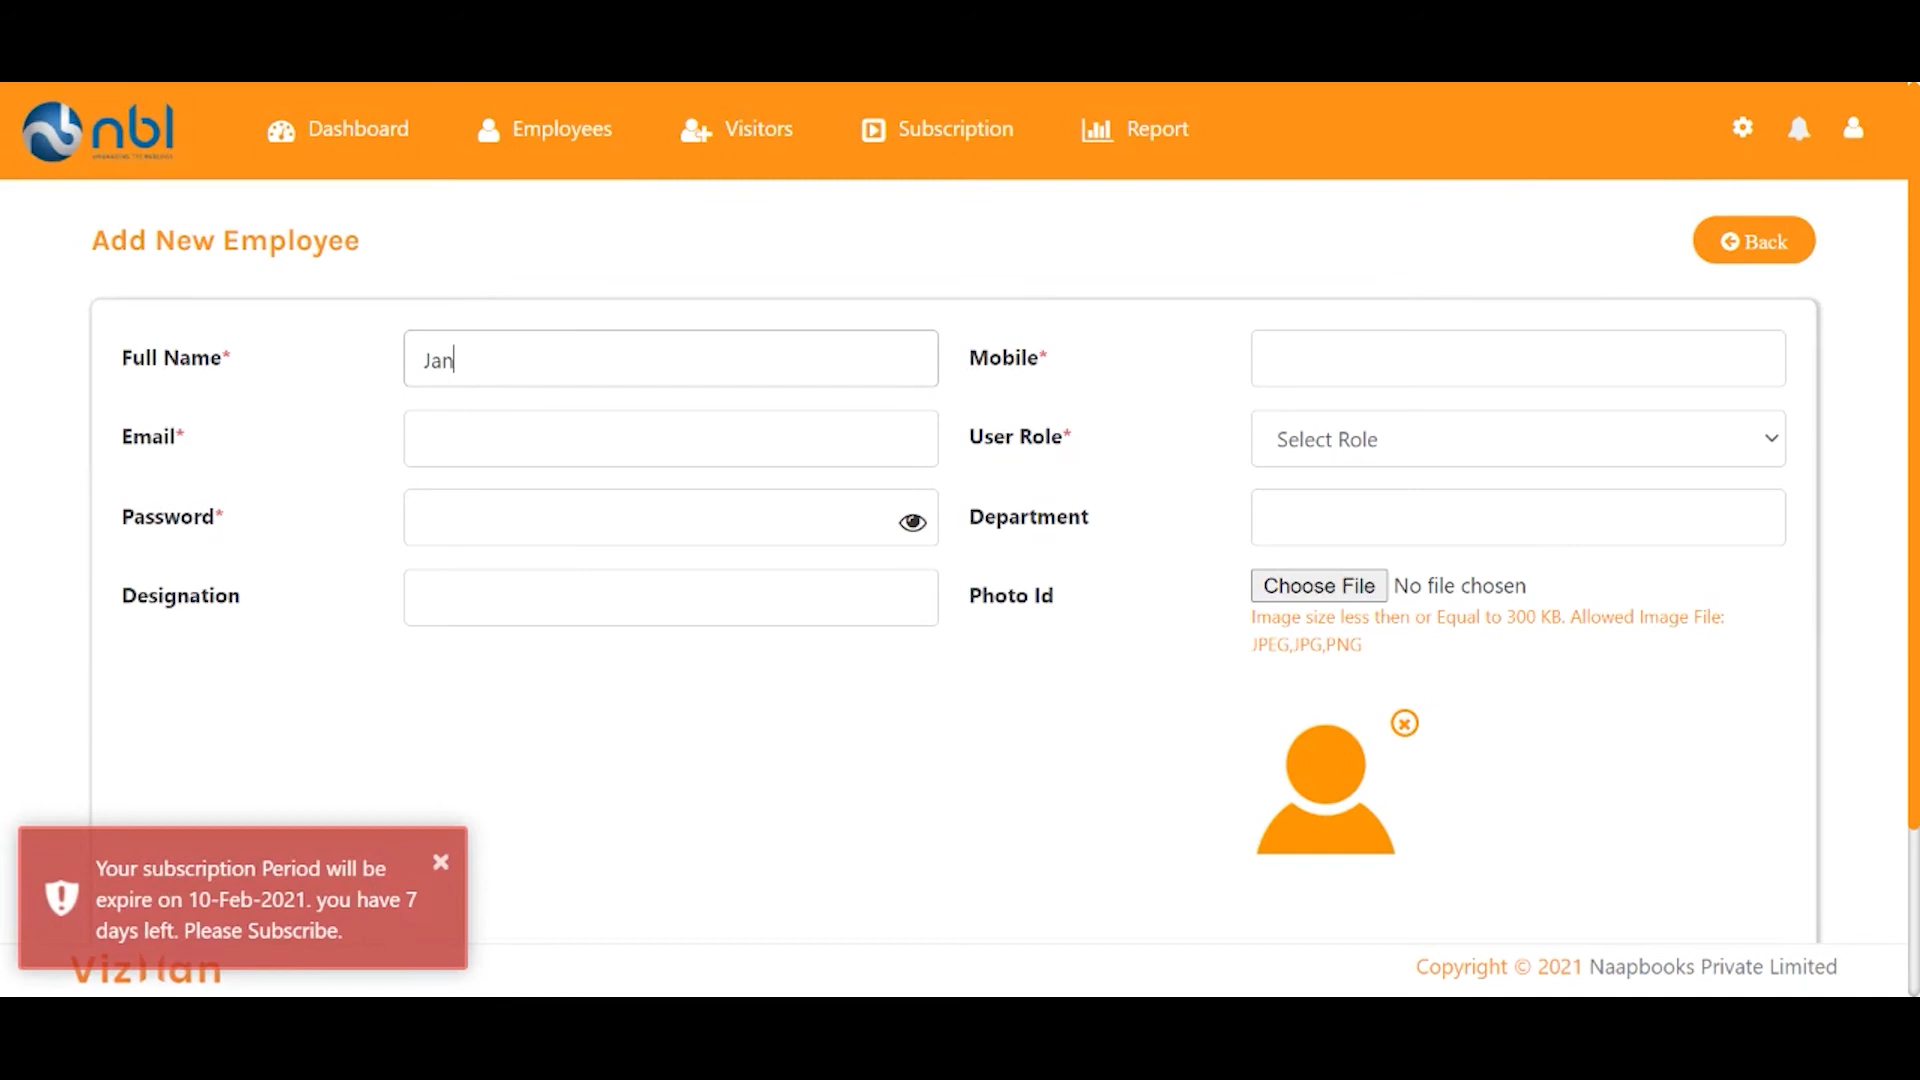 nbl
Dashboard
Employees
Visitors
Subscription
Report
Add New Employee
Back
Full Name*
Jan
Mobile*
Email*
User Role*
Select Role
Password*
Department
Designation
Photo Id
Choose File No file chosen
Image size less then or Equal to 300 KB. Allowed Image File:
JPEG,JPG,PNG
Your subscription Period will be
expire on 10-Feb-2021. you have 7
days left. Please Subscribe.
VizMan
Copyright © 2021 Naapbooks Private Limited